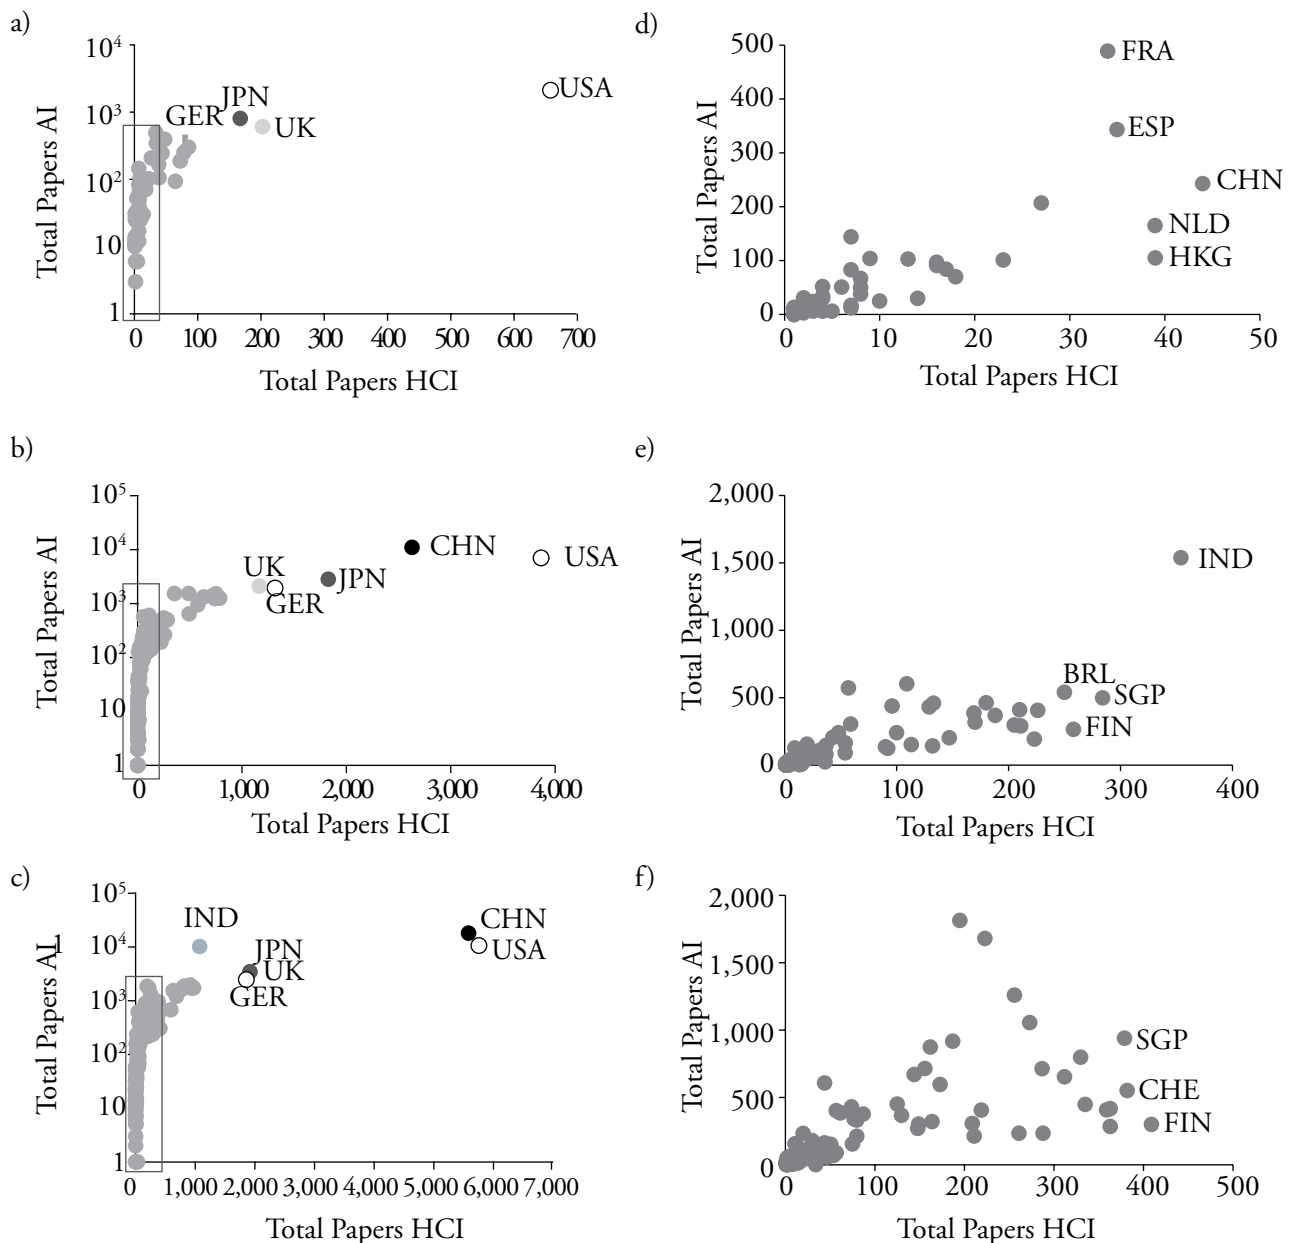 a)
10⁴
10³
10²
10
1
0 100 200 300 400 500 600 700
Total Papers AI
Total Papers HCI
GER
JPN
UK
USA
d)
500
400
300
200
100
0
0 10 20 30 40 50
Total Papers AI
Total Papers HCI
FRA
ESP
CHN
NLD
HKG
b)
10⁵
10⁴
10³
10²
10
1
0 1,000 2,000 3,000 4,000
Total Papers AI
Total Papers HCI
UK
GER
JPN
CHN
USA
e)
2,000
1,500
1,000
500
0
0 100 200 300 400
Total Papers AI
Total Papers HCI
IND
BRL
SGP
FIN
c)
10⁵
10⁴
10³
10²
10
1
0 1,000 2,000 3,000 4,000 5,000 6,000 7,000
Total Papers AI
1
Total Papers HCI
IND
JPN
UK
GER
CHN
USA
f)
2,000
1,500
1,000
500
0
0 100 200 300 400 500
Total Papers AI
Total Papers HCI
SGP
CHE
FIN